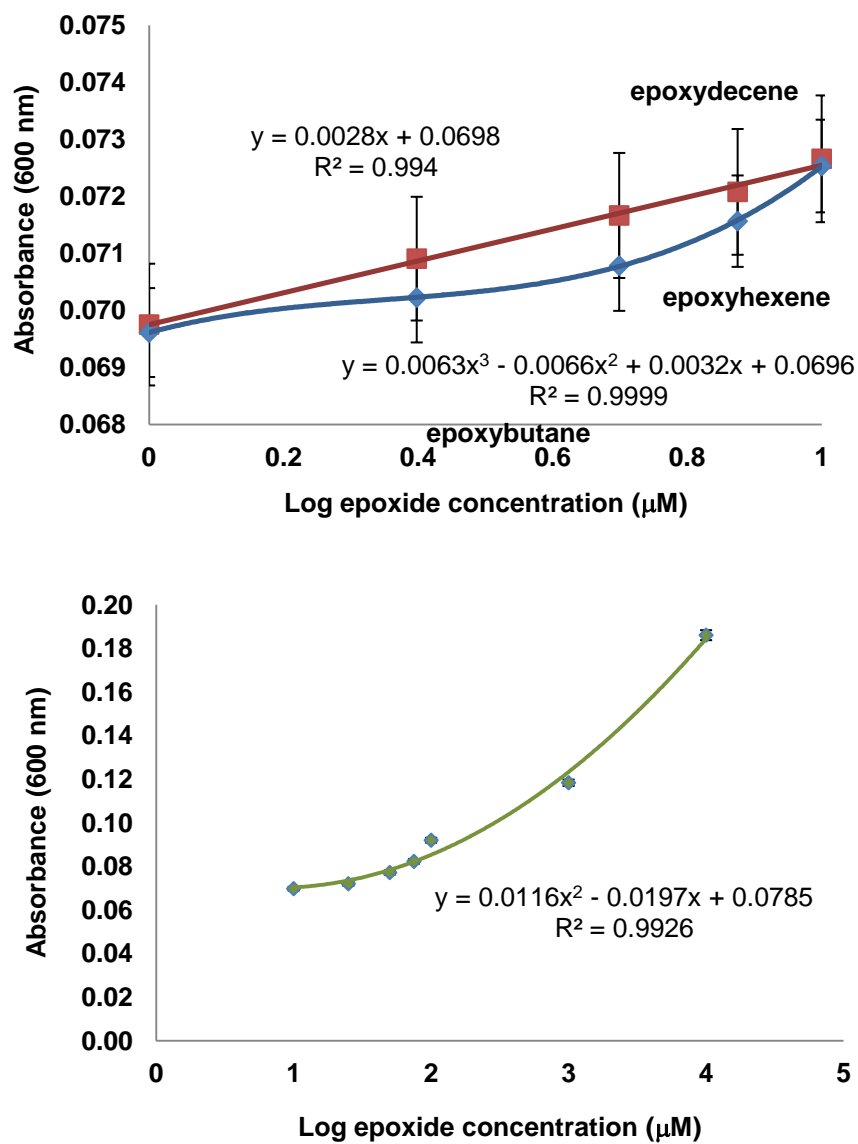 0.075
0.074
0.073
0.072
0.071
0.070
0.069
0.068
Absorbance (600 nm)
epoxydecene
y = 0.0028x + 0.0698
R² = 0.994
epoxyhexene
y = 0.0063x³ - 0.0066x² + 0.0032x + 0.0696
R² = 0.9999
epoxybutane
0 0.2 0.4 0.6 0.8 1
Log epoxide concentration (μM)
0.20
0.18
0.16
0.14
0.12
0.10
0.08
0.06
0.04
0.02
0.00
Absorbance (600 nm)
y = 0.0116x² - 0.0197x + 0.0785
R² = 0.9926
0 1 2 3 4 5
Log epoxide concentration (μM)